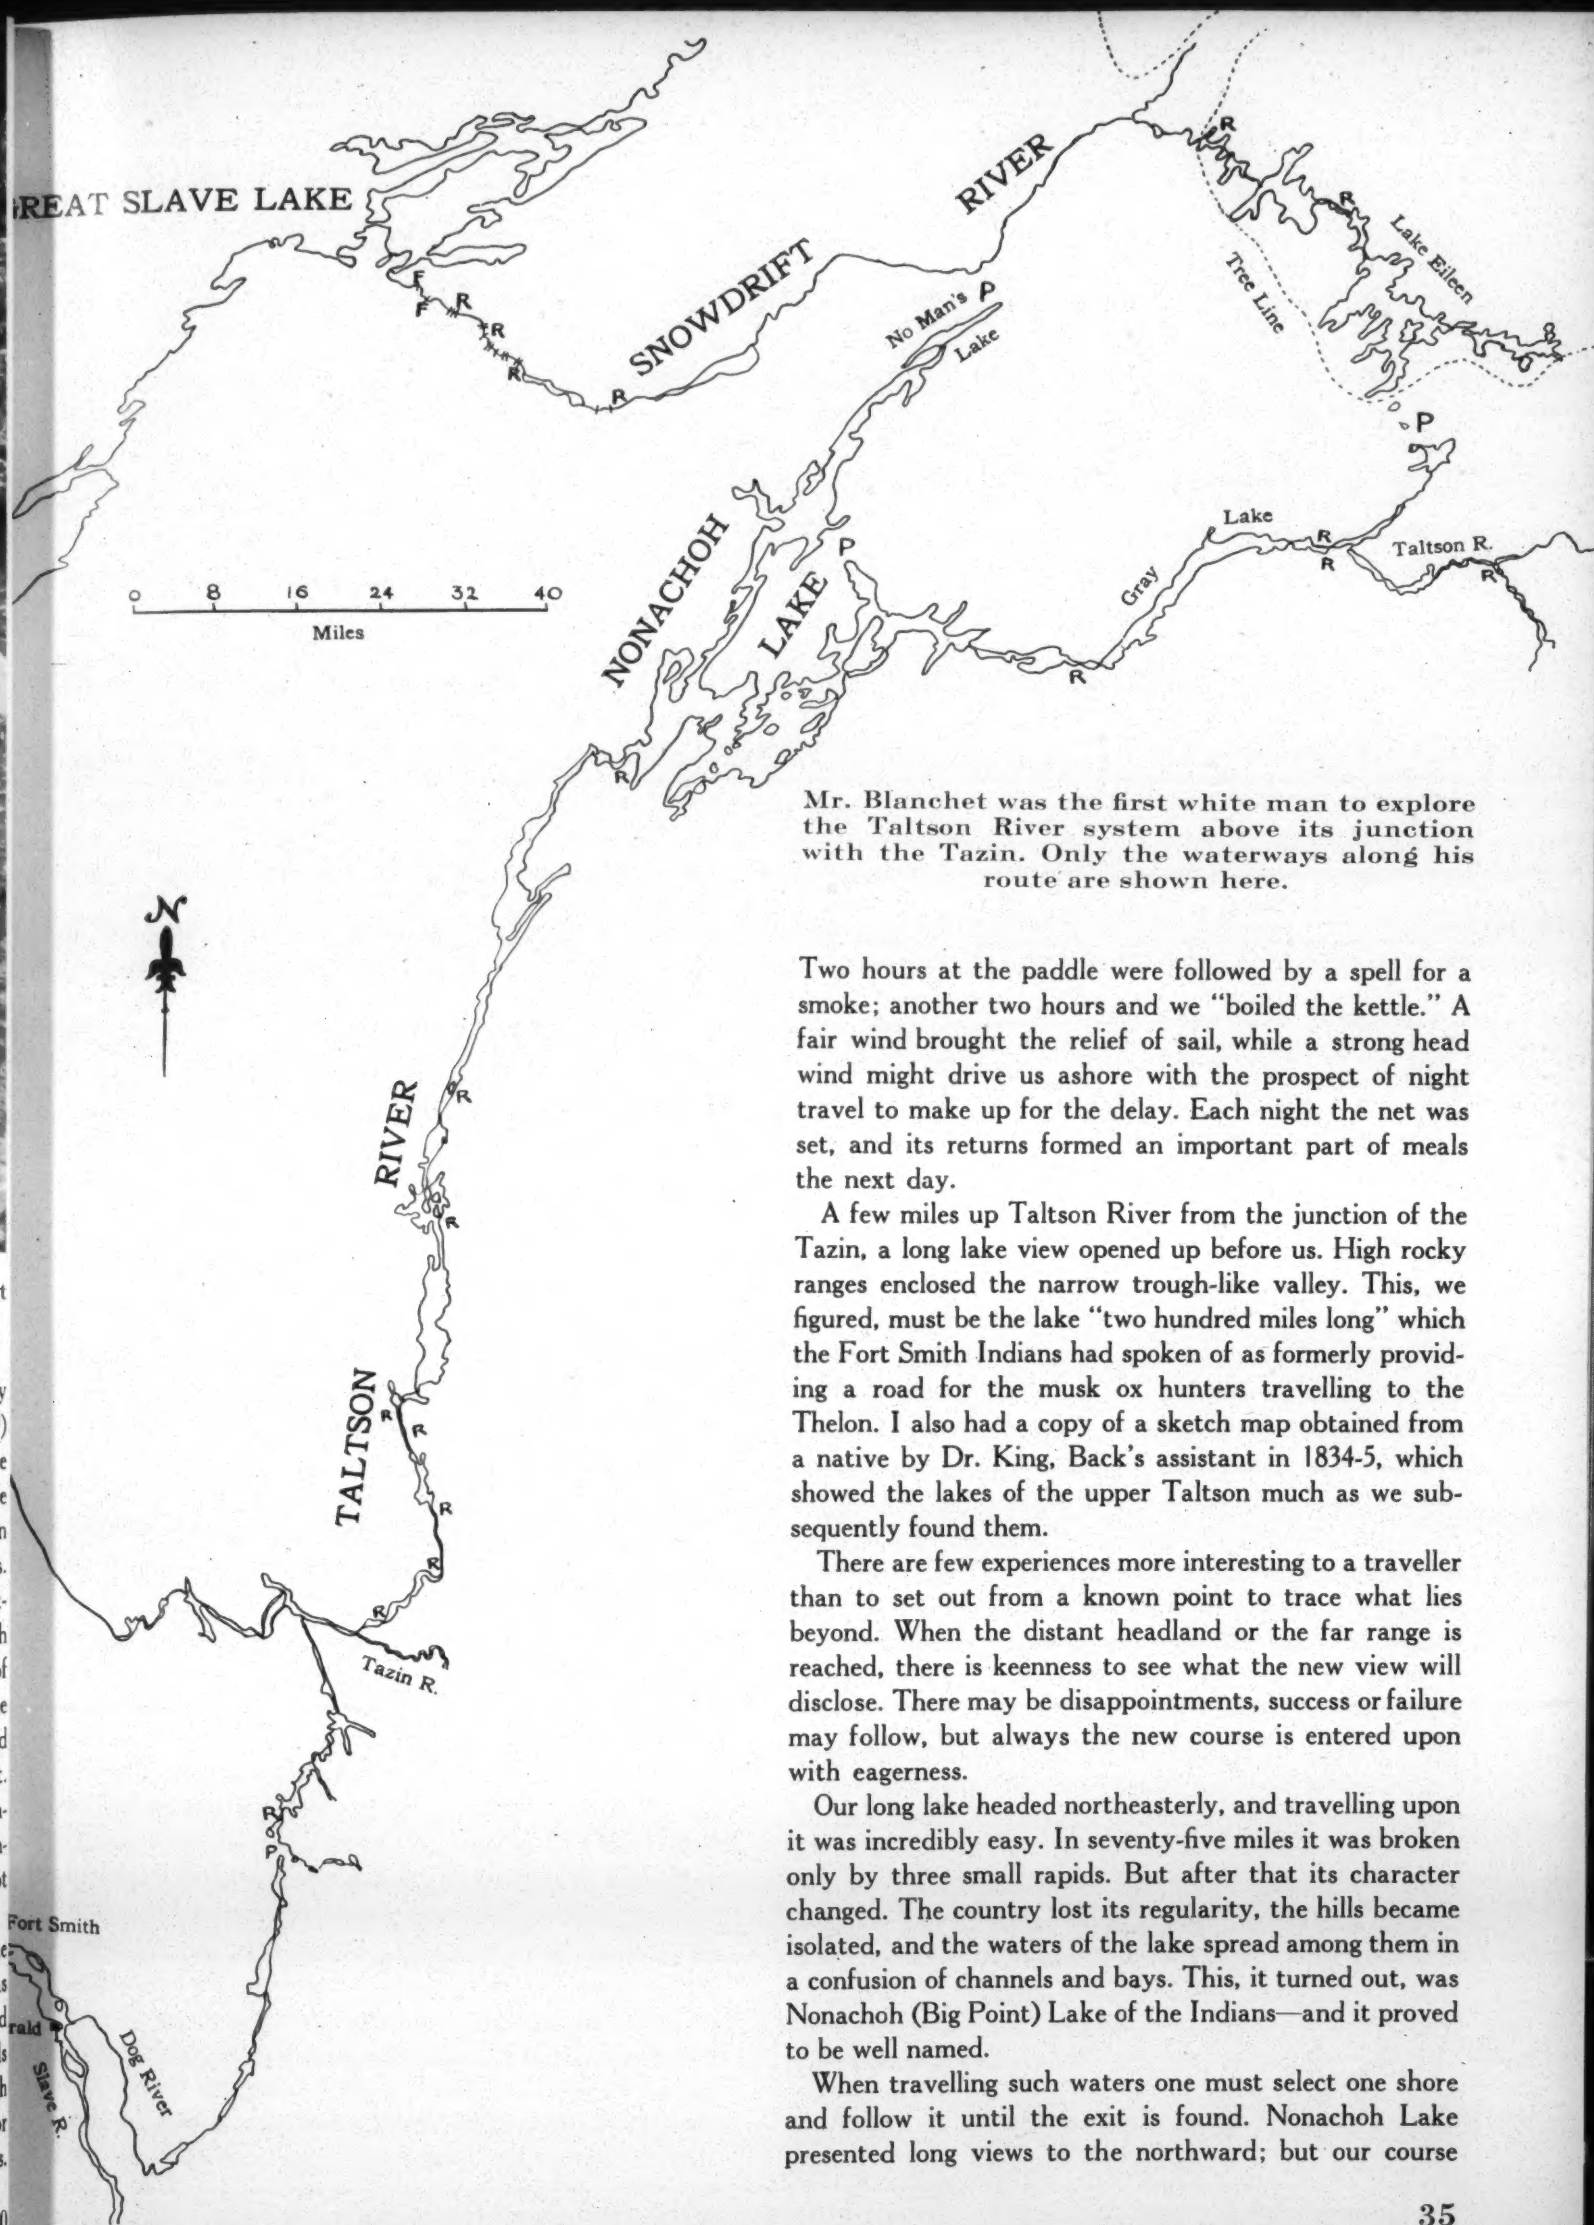 GREAT SLAVE LAKE
SNOWDRIFT RIVER
No Man's Lake
Tree Line
Lake Eileen
P
P
P
F
F
R
R
R
R
R
R
Gray Lake
R
R
Taltson R.
R
R
0 8 16 24 32 40
Miles
NONACHOH LAKE
R
N
TALTSON RIVER
R
R
R
R
R
R
R
Tazin R.
R
P
Fort Smith
rald
Slave R.
Dog River
Mr. Blanchet was the first white man to explore
the Taltson River system above its junction
with the Tazin. Only the waterways along his
route are shown here.
Two hours at the paddle were followed by a spell for a
smoke; another two hours and we “boiled the kettle.” A
fair wind brought the relief of sail, while a strong head
wind might drive us ashore with the prospect of night
travel to make up for the delay. Each night the net was
set, and its returns formed an important part of meals
the next day.
A few miles up Taltson River from the junction of the
Tazin, a long lake view opened up before us. High rocky
ranges enclosed the narrow trough-like valley. This, we
figured, must be the lake “two hundred miles long” which
the Fort Smith Indians had spoken of as formerly provid-
ing a road for the musk ox hunters travelling to the
Thelon. I also had a copy of a sketch map obtained from
a native by Dr. King, Back’s assistant in 1834-5, which
showed the lakes of the upper Taltson much as we sub-
sequently found them.
There are few experiences more interesting to a traveller
than to set out from a known point to trace what lies
beyond. When the distant headland or the far range is
reached, there is keenness to see what the new view will
disclose. There may be disappointments, success or failure
may follow, but always the new course is entered upon
with eagerness.
Our long lake headed northeasterly, and travelling upon
it was incredibly easy. In seventy-five miles it was broken
only by three small rapids. But after that its character
changed. The country lost its regularity, the hills became
isolated, and the waters of the lake spread among them in
a confusion of channels and bays. This, it turned out, was
Nonachoh (Big Point) Lake of the Indians—and it proved
to be well named.
When travelling such waters one must select one shore
and follow it until the exit is found. Nonachoh Lake
presented long views to the northward; but our course
35